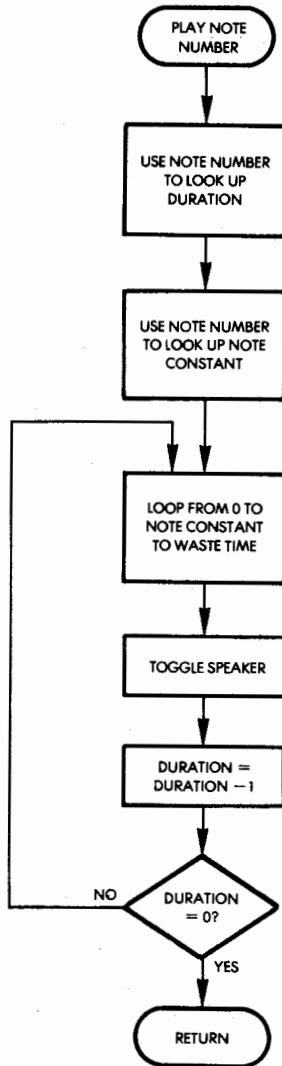 PLAY NOTE
NUMBER
USE NOTE NUMBER
TO LOOK UP
DURATION
USE NOTE NUMBER
TO LOOK UP NOTE
CONSTANT
LOOP FROM 0 TO
NOTE CONSTANT
TO WASTE TIME
TOGGLE SPEAKER
DURATION =
DURATION −1
NO
DURATION
= 0?
YES
RETURN